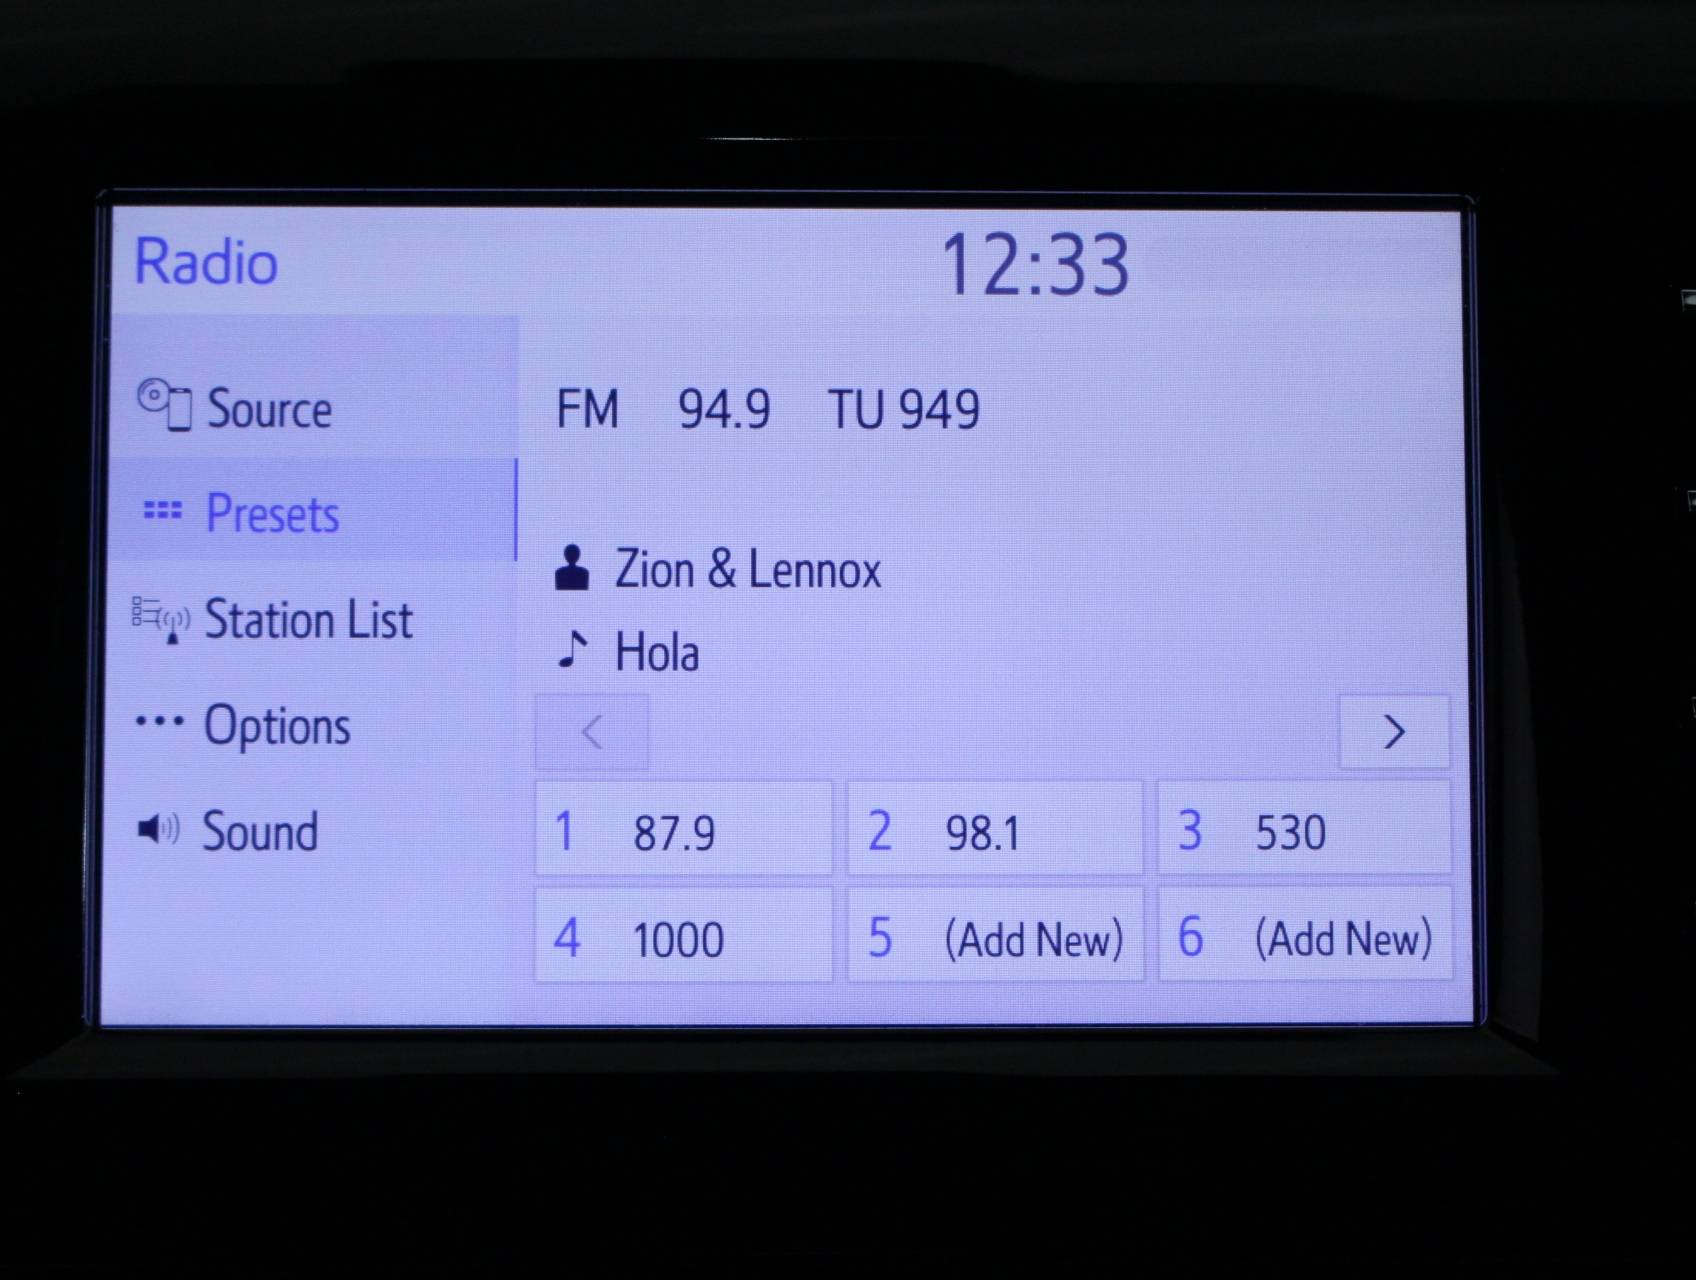 Radio
12:33
Source
Presets
Station List
Options
Sound
FM 94.9 TU 949
Zion & Lennox
Hola
1 87.9
2 98.1
3 530
4 1000
5 (Add New)
6 (Add New)